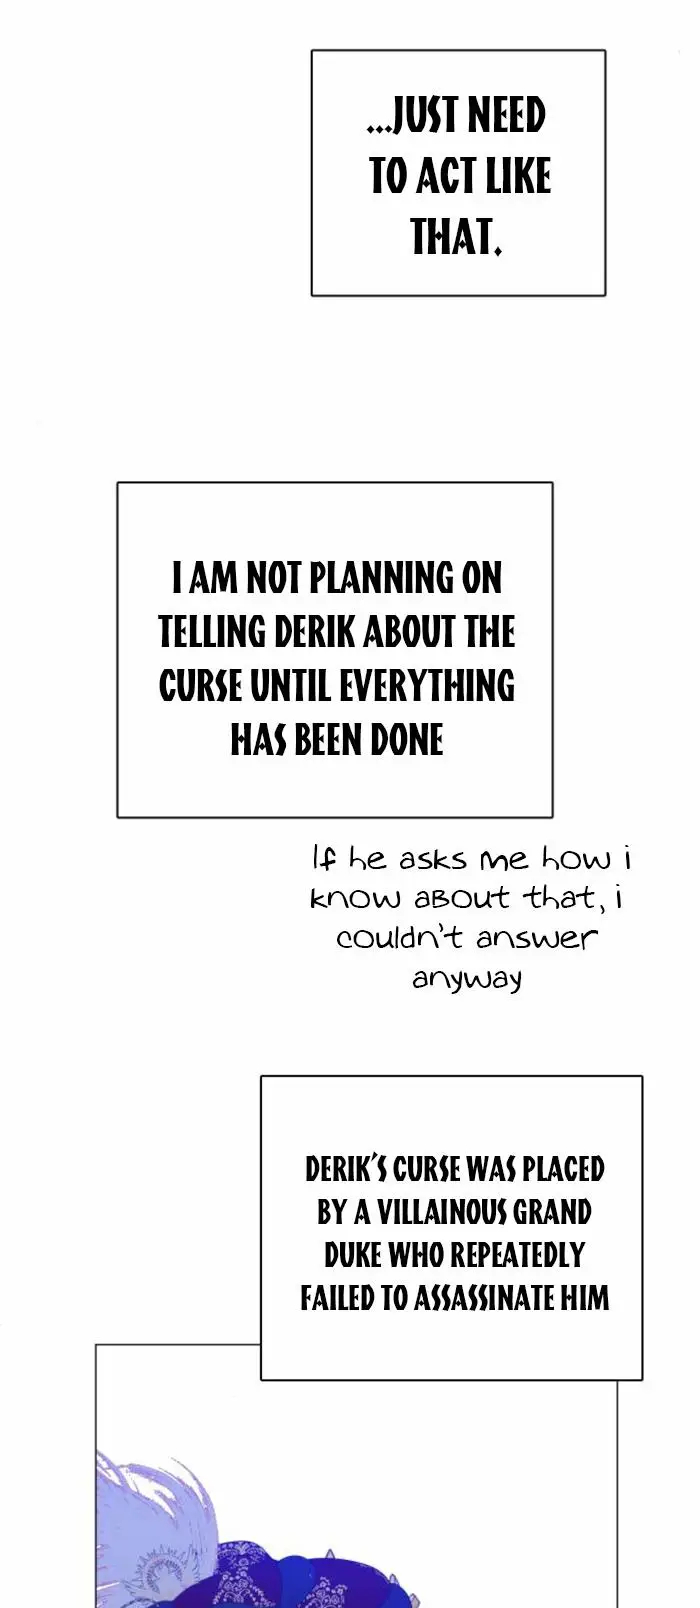 ...JUST NEED
TO ACT LIKE
THAT.
I AM NOT PLANNING ON
TELLING DERIK ABOUT THE
CURSE UNTIL EVERYTHING
HAS BEEN DONE
If he asks me how i
know about that, i
couldn't answer
anyway
DERIK'S CURSE WAS PLACED
BY A VILLAINOUS GRAND
DUKE WHO REPEATEDLY
FAILED TO ASSASSINATE HIM